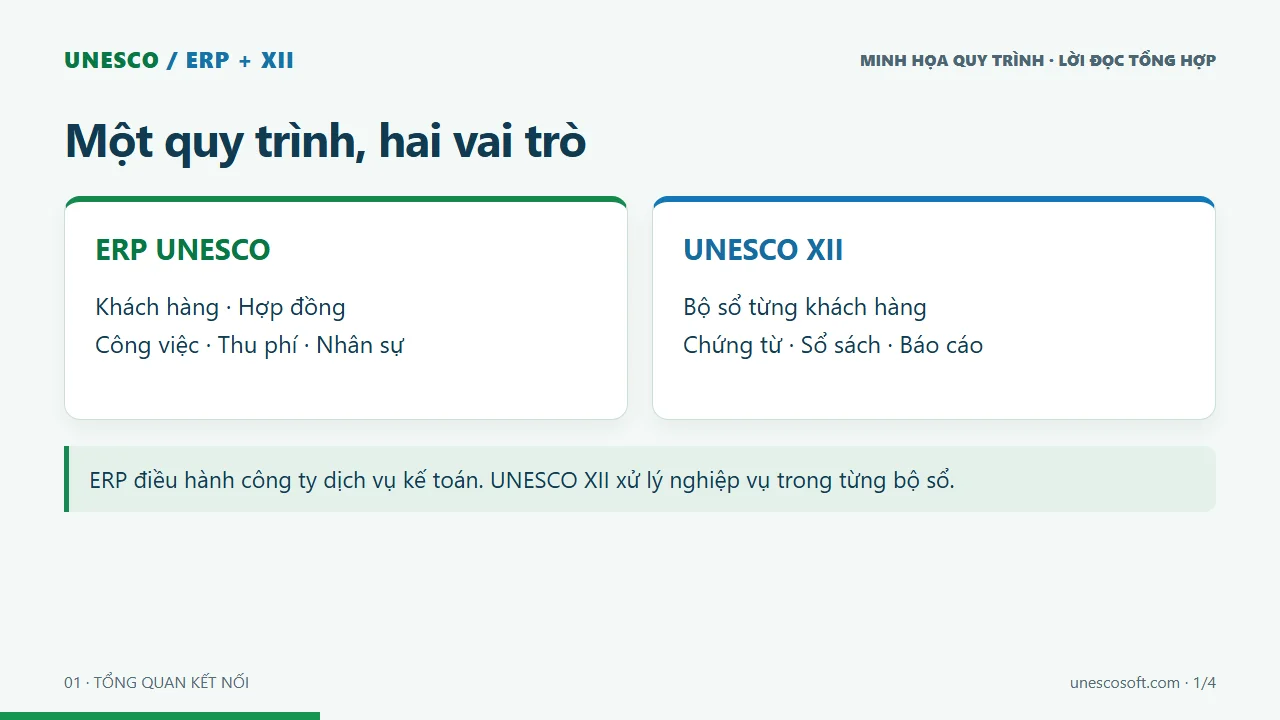 UNESCO / ERP + XII
MINH HỌA QUY TRÌNH · LỜI ĐỌC TỔNG HỢP
Một quy trình, hai vai trò
ERP UNESCO
Khách hàng · Hợp đồng
Công việc · Thu phí · Nhân sự
UNESCO XII
Bộ sổ từng khách hàng
Chứng từ · Sổ sách · Báo cáo
ERP điều hành công ty dịch vụ kế toán. UNESCO XII xử lý nghiệp vụ trong từng bộ sổ.
01 · TỔNG QUAN KẾT NỐI
unescosoft.com · 1/4